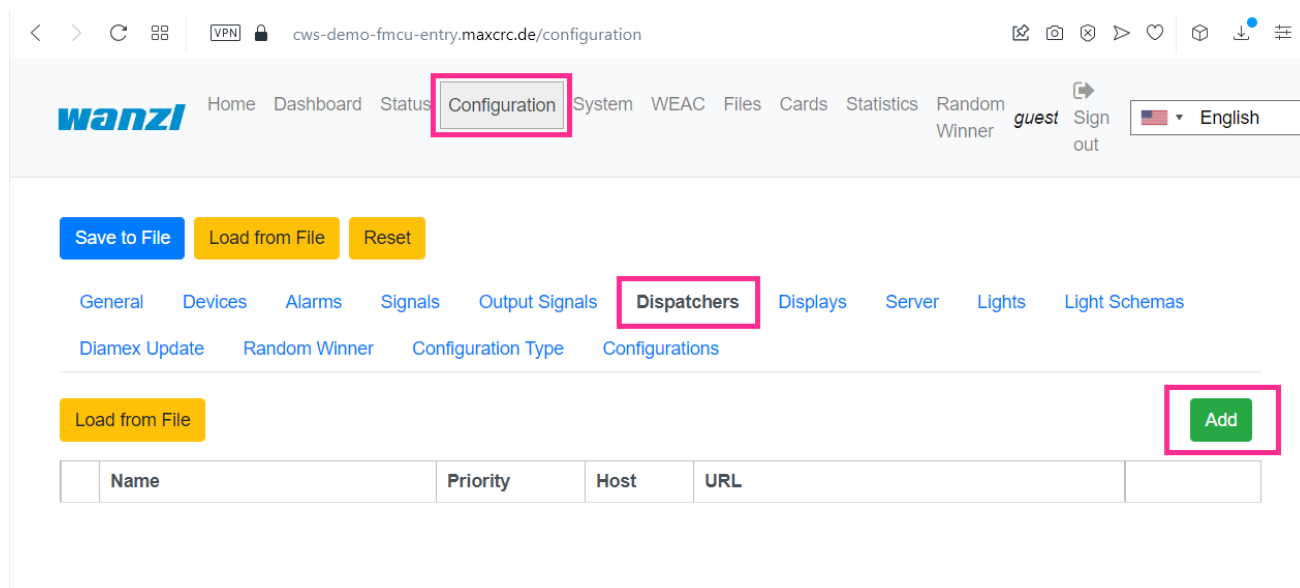 VPN cws-demo-fmcu-entry.maxcrc.de/configuration
wanzl Home Dashboard Status Configuration System WEAC Files Cards Statistics Random Winner guest Sign out English
Save to File Load from File Reset
General Devices Alarms Signals Output Signals Dispatchers Displays Server Lights Light Schemas
Diamex Update Random Winner Configuration Type Configurations
Load from File Add
Name Priority Host URL